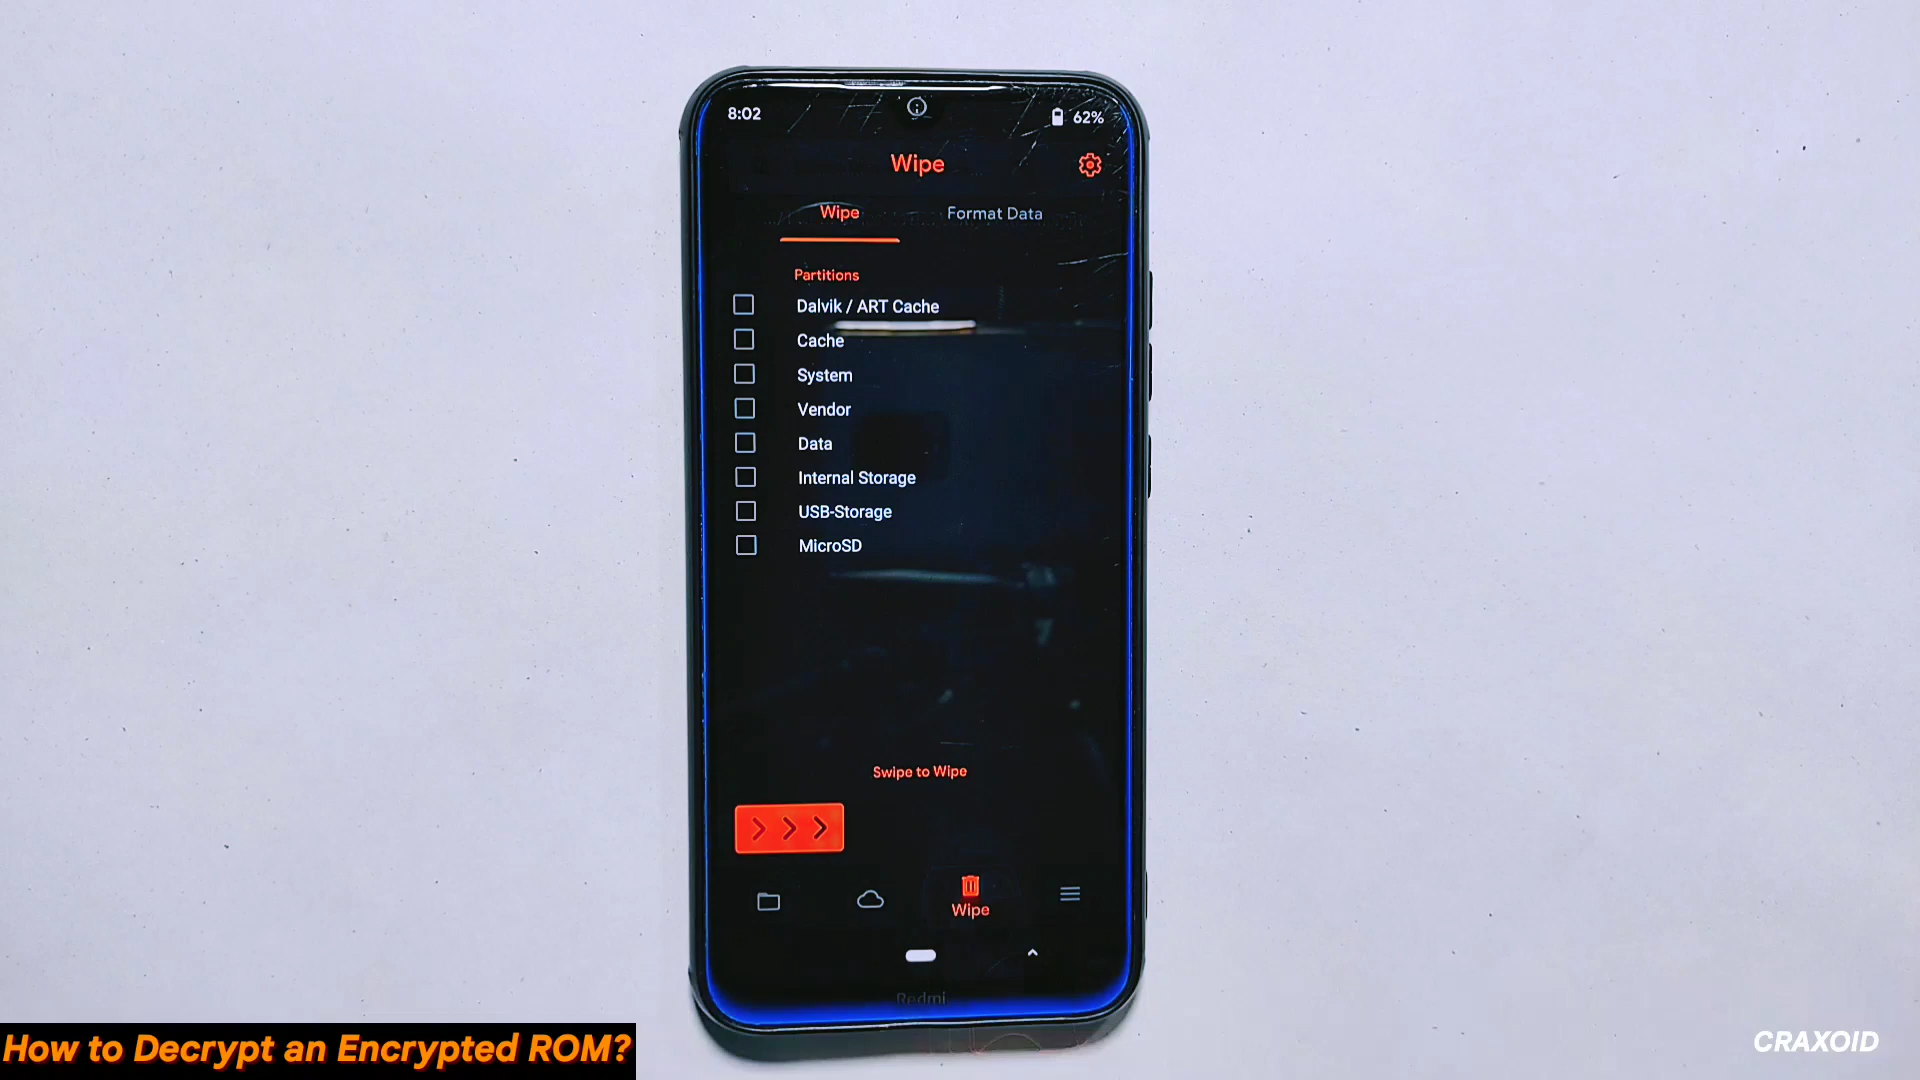 8:02
62%
Wipe
Wipe
Format Data
Partitions
Dalvik / ART Cache
Cache
System
Vendor
Data
Internal Storage
USB-Storage
MicroSD
Swipe to Wipe
Wipe
Redmi
How to Decrypt an Encrypted ROM?
CRAXOID